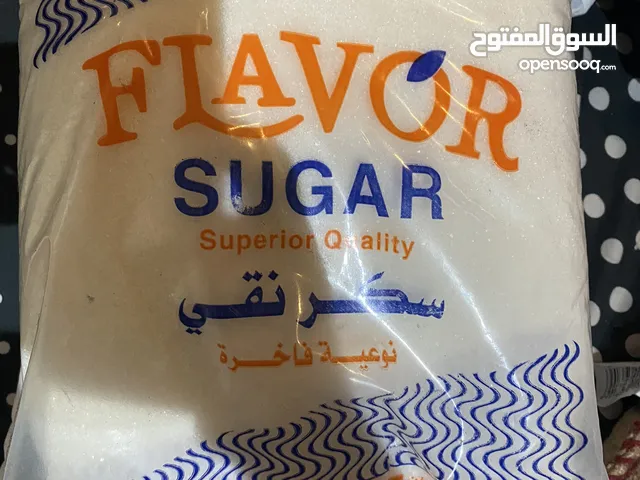 السوق المفتوح
opensooq.com
FLAVOR
SUGAR
Superior Quality
سكر نقي
نوعية فاخرة